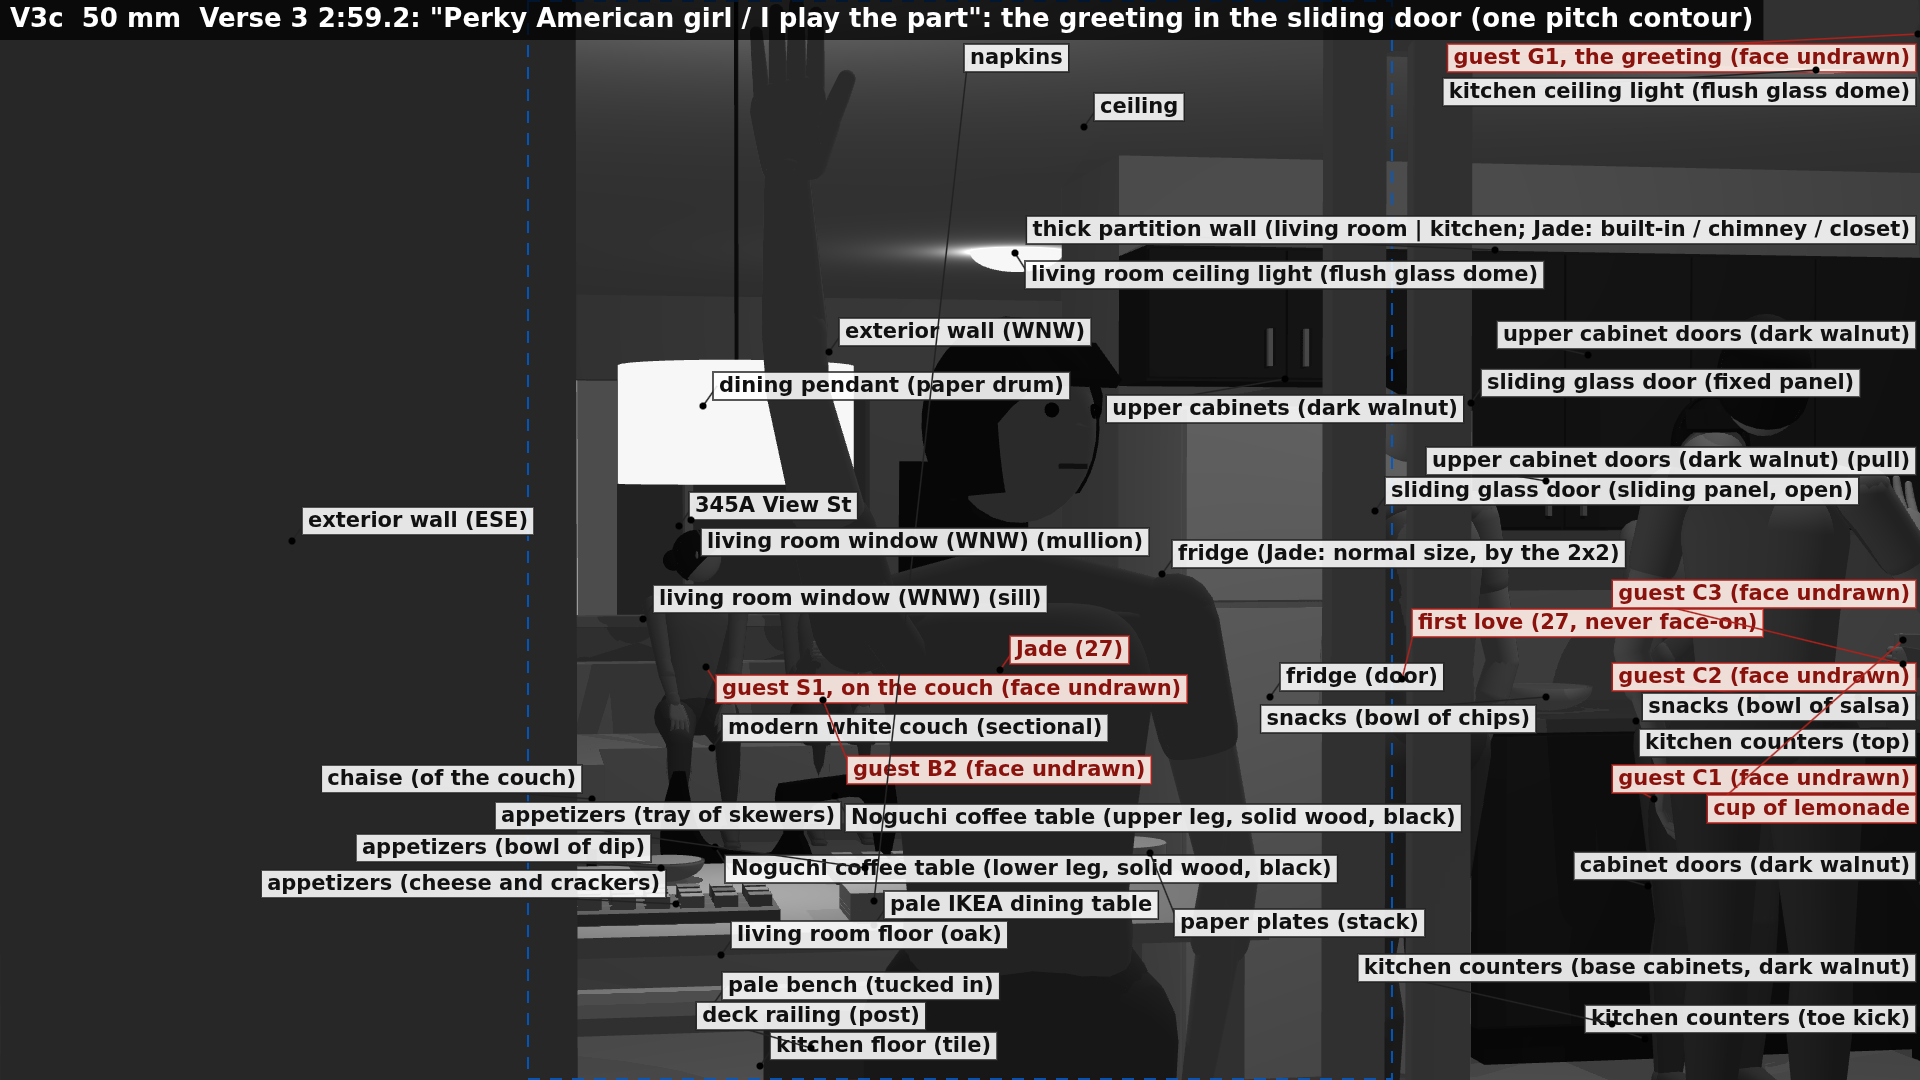 V3c  50 mm  Verse 3 2:59.2: "Perky American girl / I play the part": the greeting in the sliding door (one pitch contour)
napkins
guest G1, the greeting (face undrawn)
kitchen ceiling light (flush glass dome)
ceiling
thick partition wall (living room | kitchen; Jade: built-in / chimney / closet)
living room ceiling light (flush glass dome)
exterior wall (WNW)
upper cabinet doors (dark walnut)
dining pendant (paper drum)
sliding glass door (fixed panel)
upper cabinets (dark walnut)
upper cabinet doors (dark walnut) (pull)
sliding glass door (sliding panel, open)
345A View St
exterior wall (ESE)
living room window (WNW) (mullion)
fridge (Jade: normal size, by the 2x2)
living room window (WNW) (sill)
guest C3 (face undrawn)
first love (27, never face-on)
Jade (27)
fridge (door)
guest C2 (face undrawn)
guest S1, on the couch (face undrawn)
snacks (bowl of salsa)
snacks (bowl of chips)
modern white couch (sectional)
kitchen counters (top)
guest B2 (face undrawn)
chaise (of the couch)
guest C1 (face undrawn)
cup of lemonade
appetizers (tray of skewers)
Noguchi coffee table (upper leg, solid wood, black)
appetizers (bowl of dip)
Noguchi coffee table (lower leg, solid wood, black)
cabinet doors (dark walnut)
appetizers (cheese and crackers)
pale IKEA dining table
paper plates (stack)
living room floor (oak)
kitchen counters (base cabinets, dark walnut)
pale bench (tucked in)
deck railing (post)
kitchen counters (toe kick)
kitchen floor (tile)